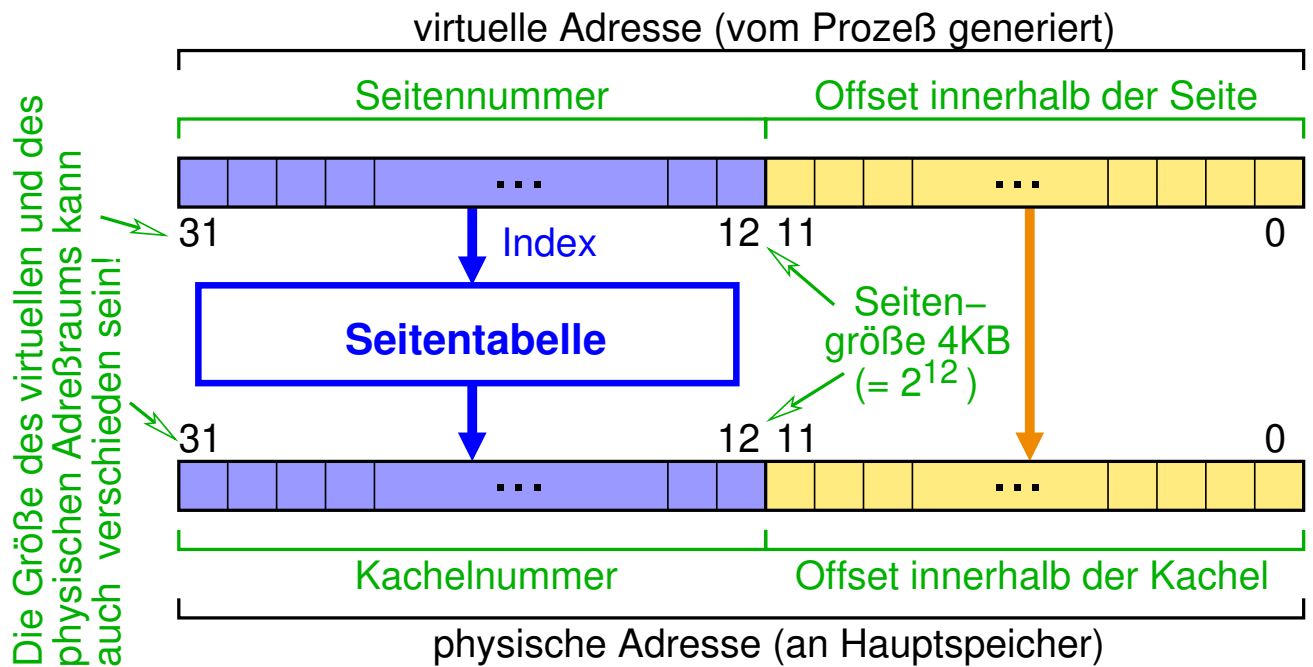 virtuelle Adresse (vom Prozeß generiert)
Seitennummer
Offset innerhalb der Seite
...
...
31
12
11
0
Index
Seitentabelle
Seiten−
größe 4KB
(= 2^12)
Die Größe des virtuellen und des
physischen Adreßraums kann
auch verschieden sein!
31
12
11
0
...
...
Kachelnummer
Offset innerhalb der Kachel
physische Adresse (an Hauptspeicher)